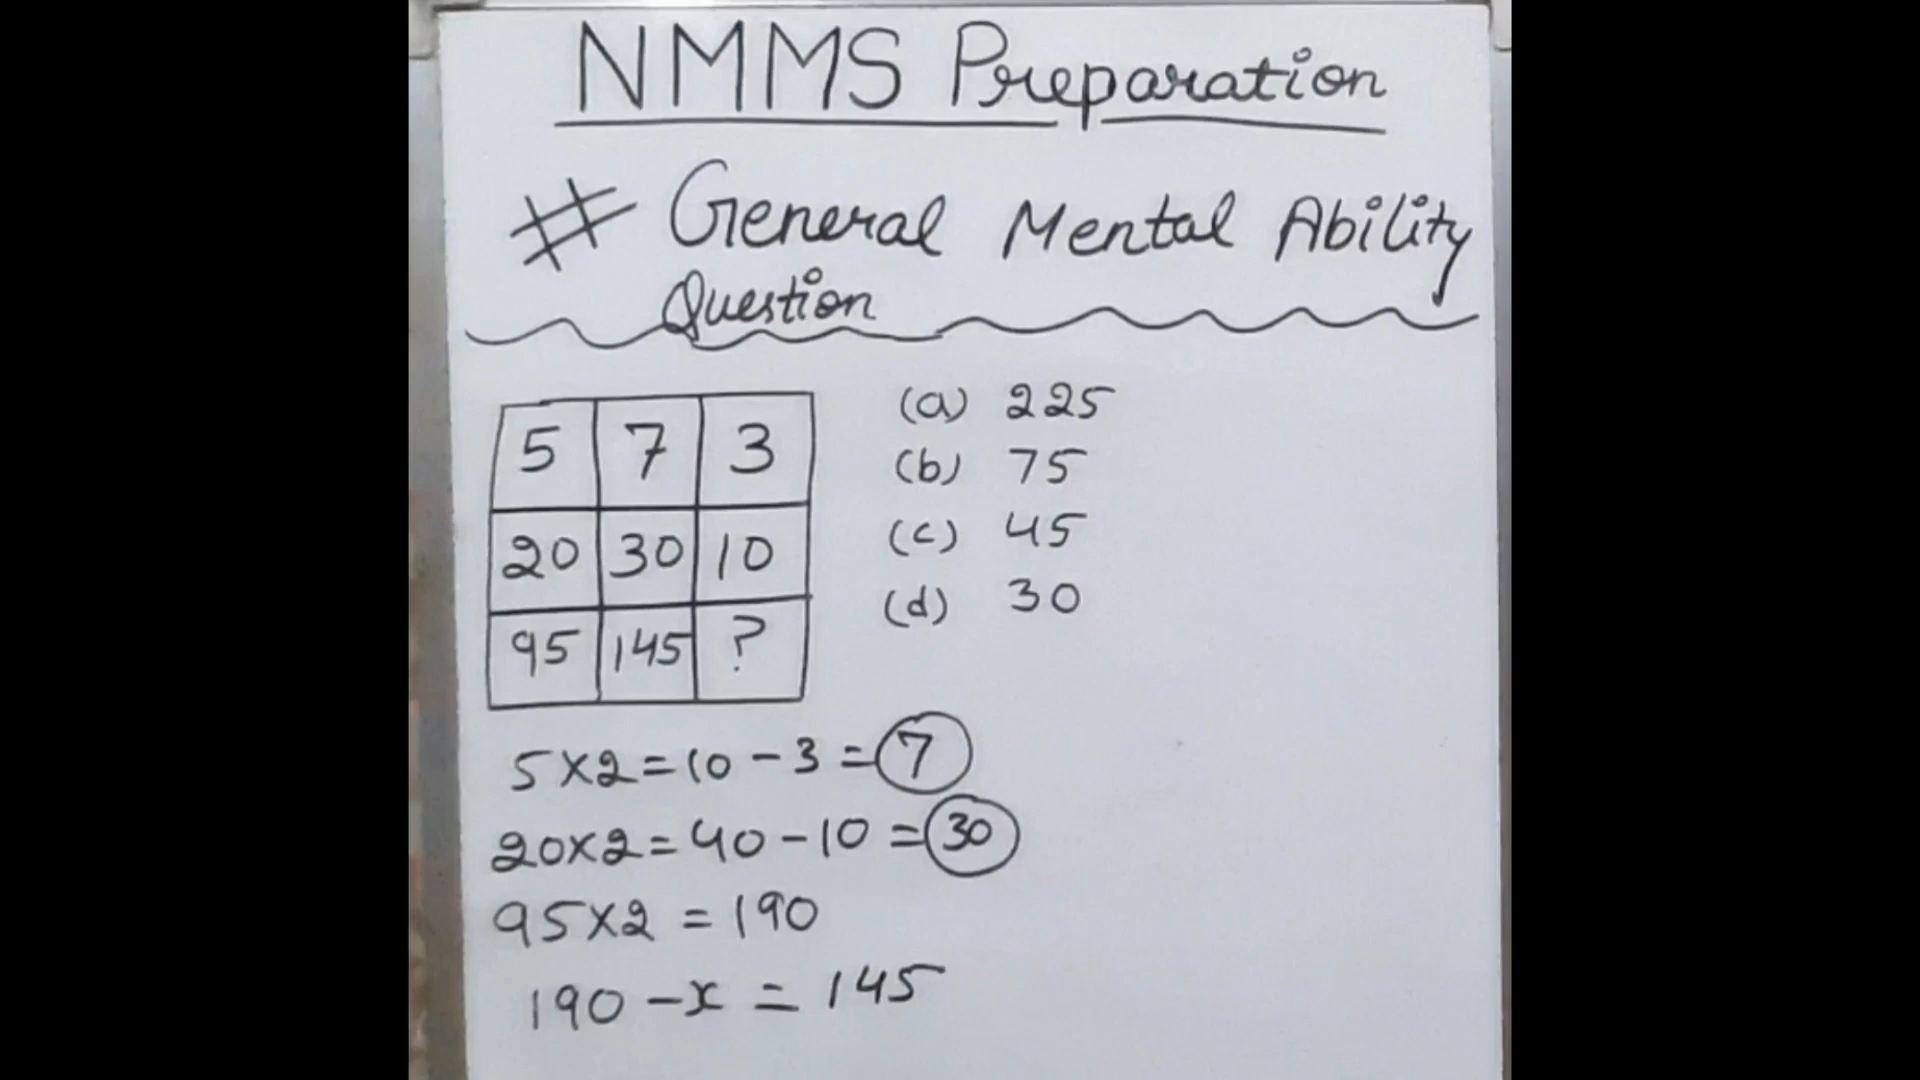 NMMS Preparation
# General Mental Ability
Question
5 7 3
20 30 10
95 145 ?
(a) 225
(b) 75
(c) 45
(d) 30
5×2=10-3=7
20×2=40-10=30
95×2=190
190-x=145